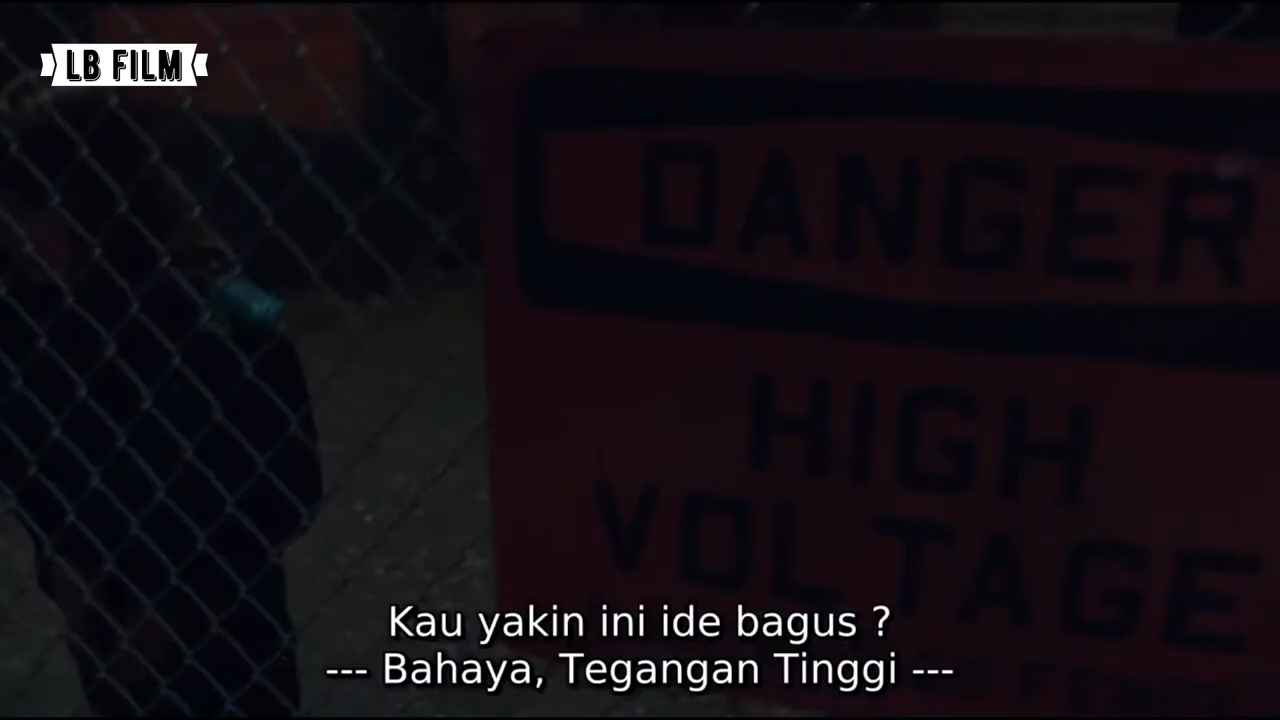 LB FILM
DANGER
HIGH
VOLTAGE
Kau yakin ini ide bagus ?
--- Bahaya, Tegangan Tinggi ---